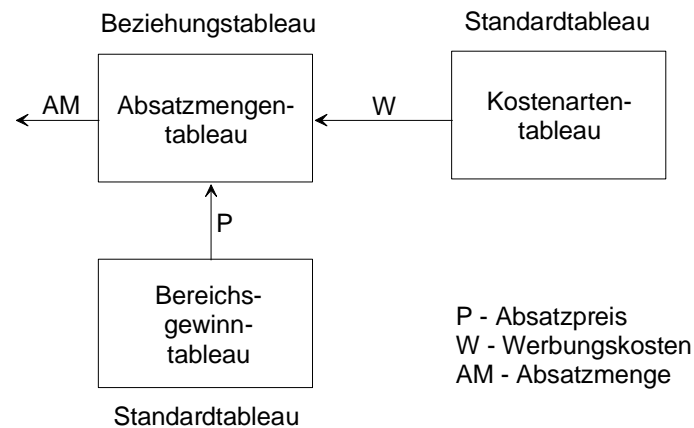 Beziehungstableau
Standardtableau
AM
Absatzmengen-
tableau
W
Kostenarten-
tableau
P
Bereichs-
gewinn-
tableau
Standardtableau
P - Absatzpreis
W - Werbungskosten
AM - Absatzmenge